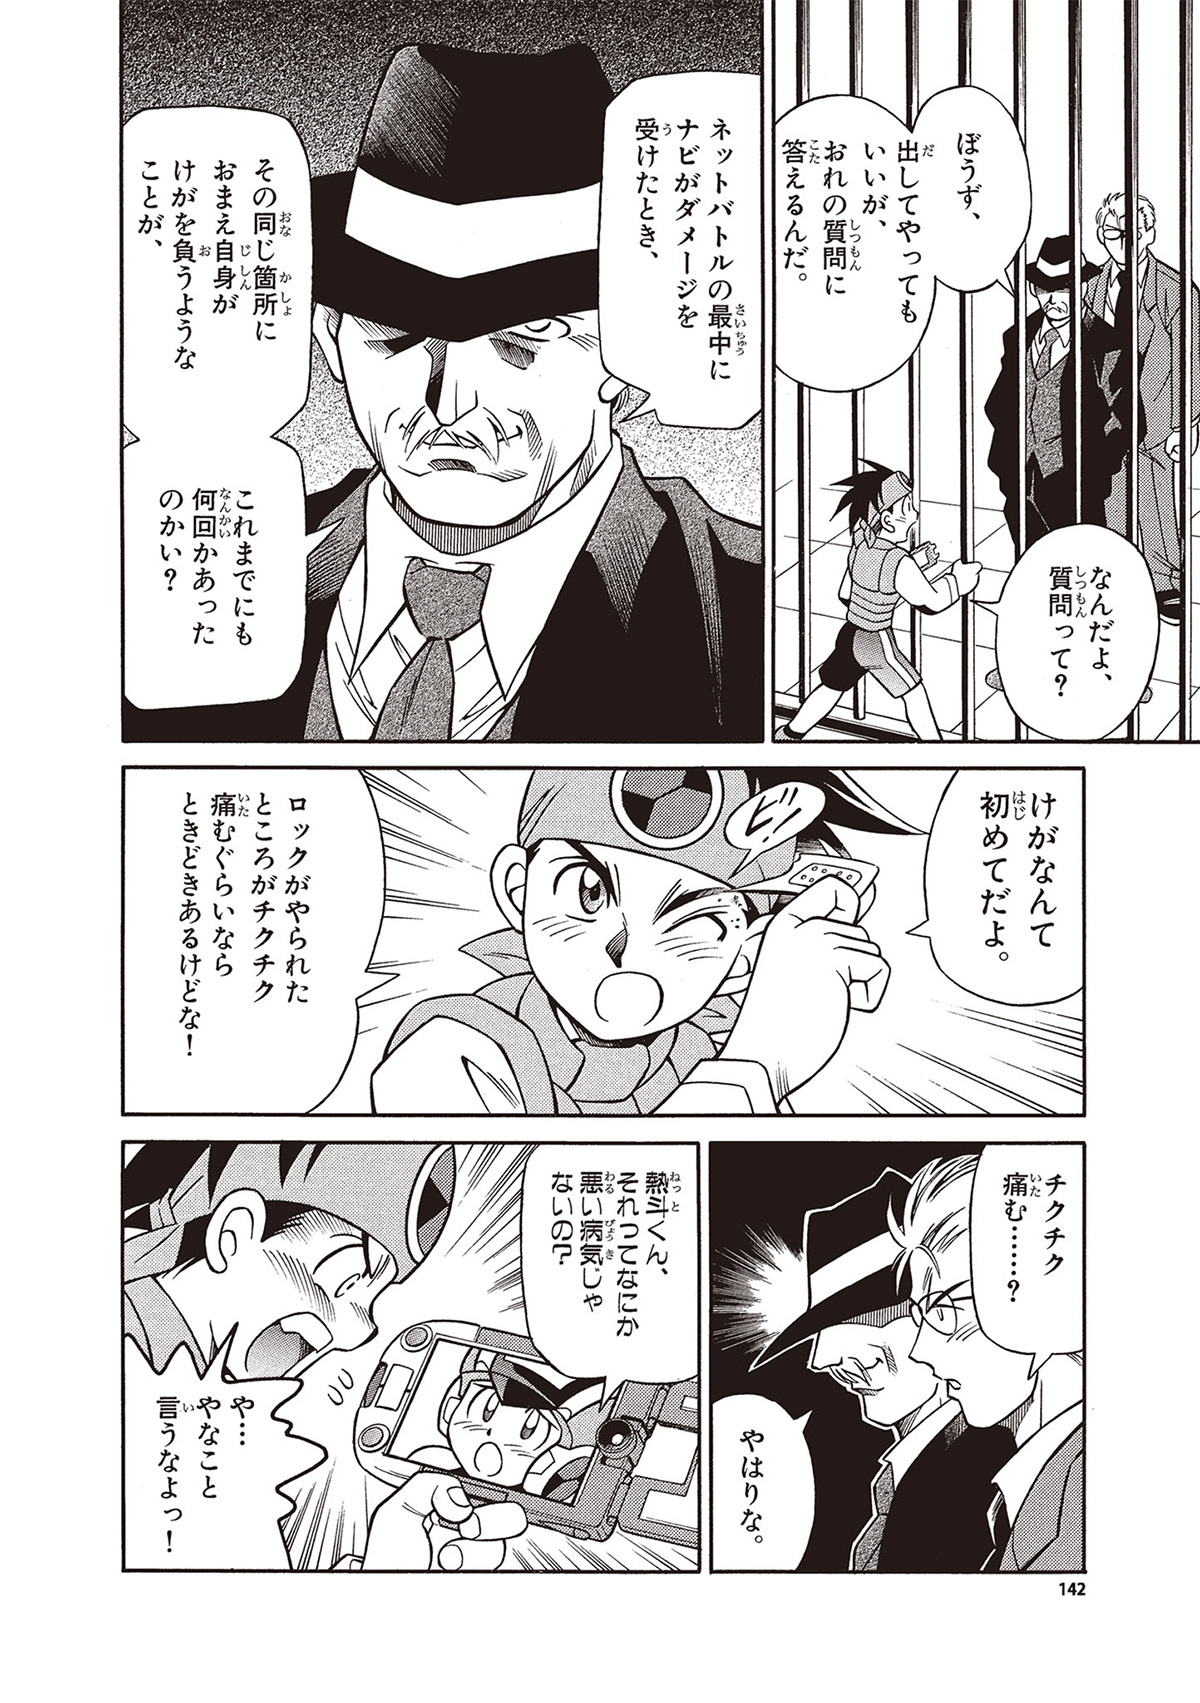 ぼうず、
出してやっても
いいが、
おれの質問に
答えるんだ。
なんだよ、
質問って?
ネットバトルの最中に
ナビがダメージを
受けたとき、
その同じ箇所に
おまえ自身が
けがを負うような
ことが、
これまでにも
何回かあった
のかい?
けがなんて
初めてだよ。
ピッ
ロックがやられた
ところがチクチク
痛むぐらいなら
ときどきあるけどな!
チクチク
痛む……?
やはりな。
熱斗くん、
それってなにか
悪い病気じゃ
ないの?
や…
やなこと
言うなよっ!
142